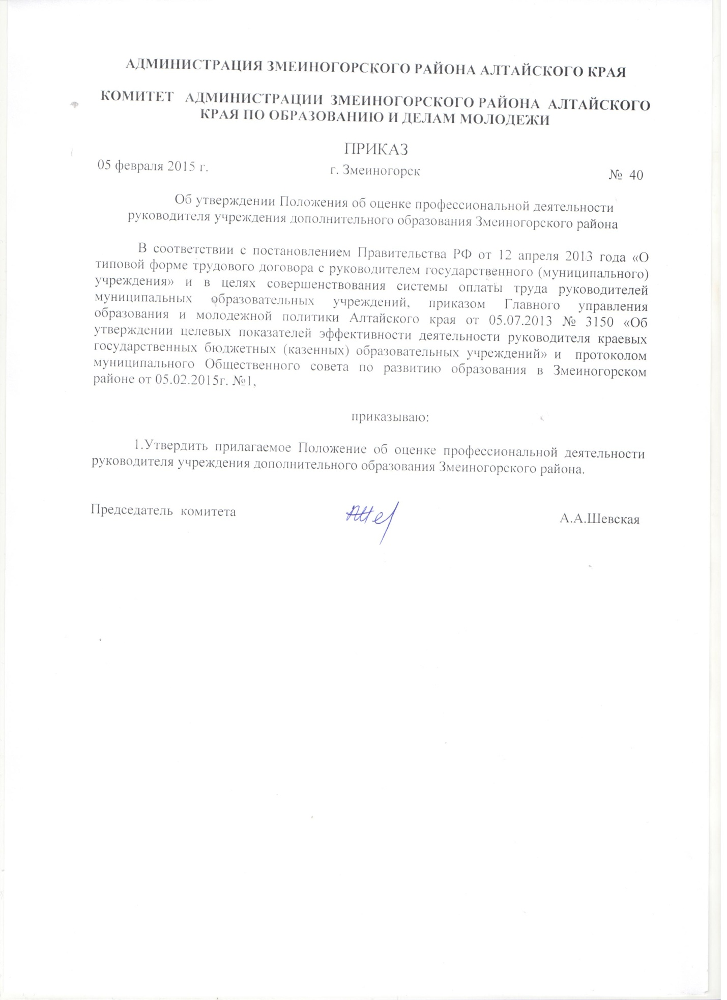 АДМИНИСТРАЦИЯ ЗМЕИНОГОРСКОГО РАЙОНА АЛТАЙСКОГО КРАЯ
КОМИТЕТ АДМИНИСТРАЦИИ ЗМЕИНОГОРСКОГО РАЙОНА АЛТАЙСКОГО
КРАЯ ПО ОБРАЗОВАНИЮ И ДЕЛАМ МОЛОДЕЖИ
ПРИКАЗ
05 февраля 2015 г. г. Змеиногорск № 40
Об утверждении Положения об оценке профессиональной деятельности
руководителя учреждения дополнительного образования Змеиногорского района
В соответствии с постановлением Правительства РФ от 12 апреля 2013 года «О
типовой форме трудового договора с руководителем государственного (муниципального)
учреждения» и в целях совершенствования системы оплаты труда руководителей
муниципальных образовательных учреждений, приказом Главного управления
образования и молодежной политики Алтайского края от 05.07.2013 № 3150 «Об
утверждении целевых показателей эффективности деятельности руководителя краевых
государственных бюджетных (казенных) образовательных учреждений» и протоколом
муниципального Общественного совета по развитию образования в Змеиногорском
районе от 05.02.2015г. №1,
приказываю:
1.Утвердить прилагаемое Положение об оценке профессиональной деятельности
руководителя учреждения дополнительного образования Змеиногорского района.
Председатель комитета А.А.Шевская